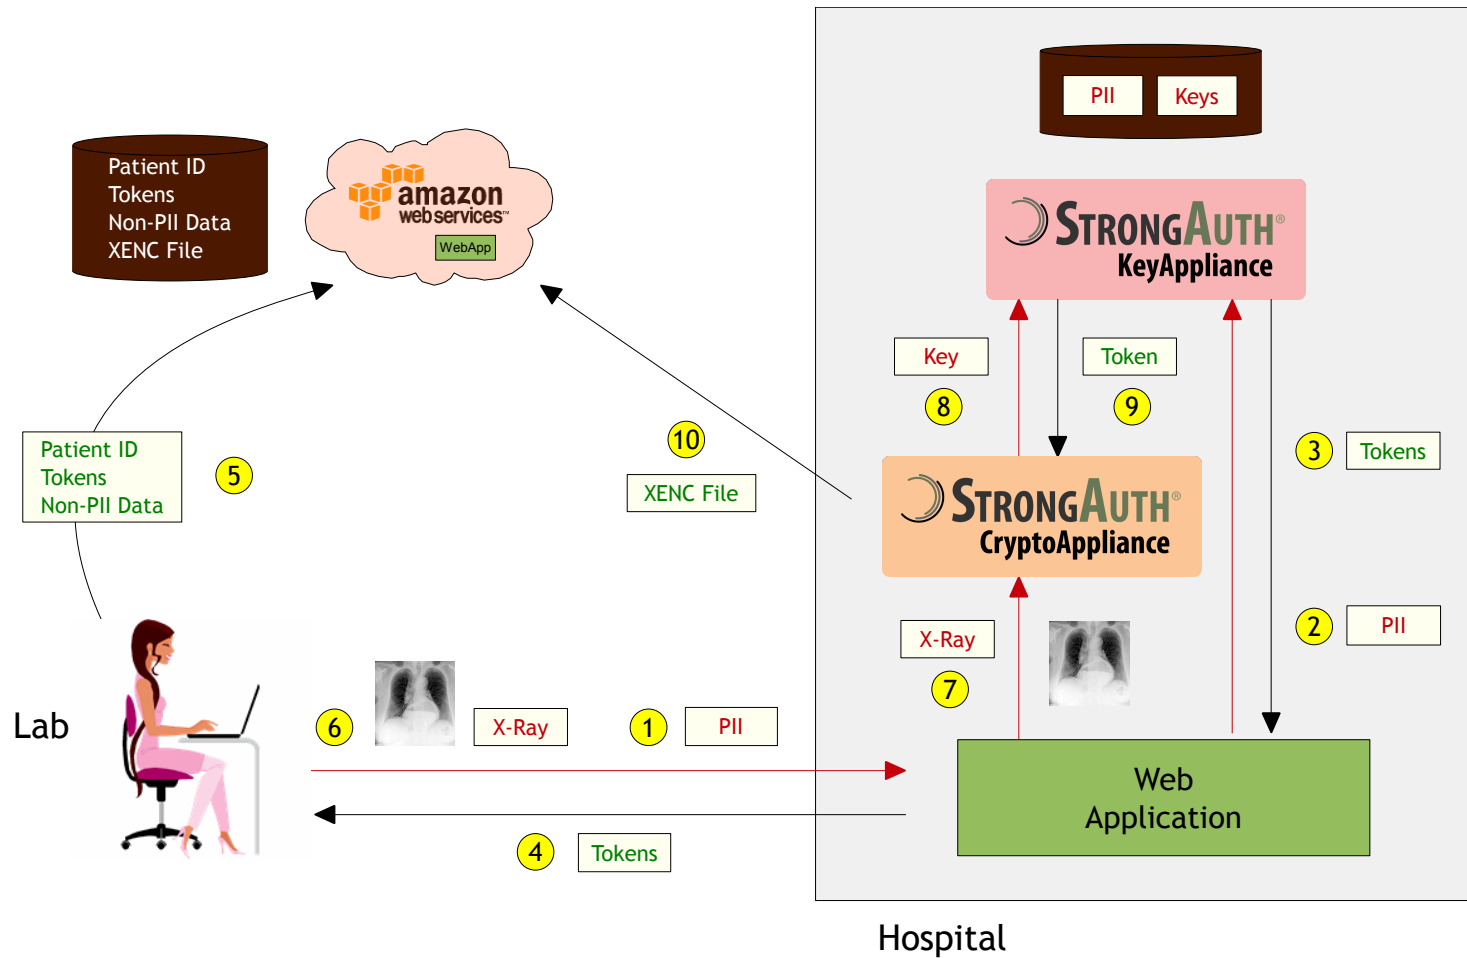 PII
Keys
Patient ID
Tokens
Non-PII Data
XENC File
amazon
web services™
WebApp
STRONGAUTH®
KeyAppliance
Key
8
Token
9
10
XENC File
3
Tokens
Patient ID
Tokens
Non-PII Data
5
STRONGAUTH®
CryptoAppliance
X-Ray
7
2
PII
Lab
6
X-Ray
1
PII
Web
Application
4
Tokens
Hospital